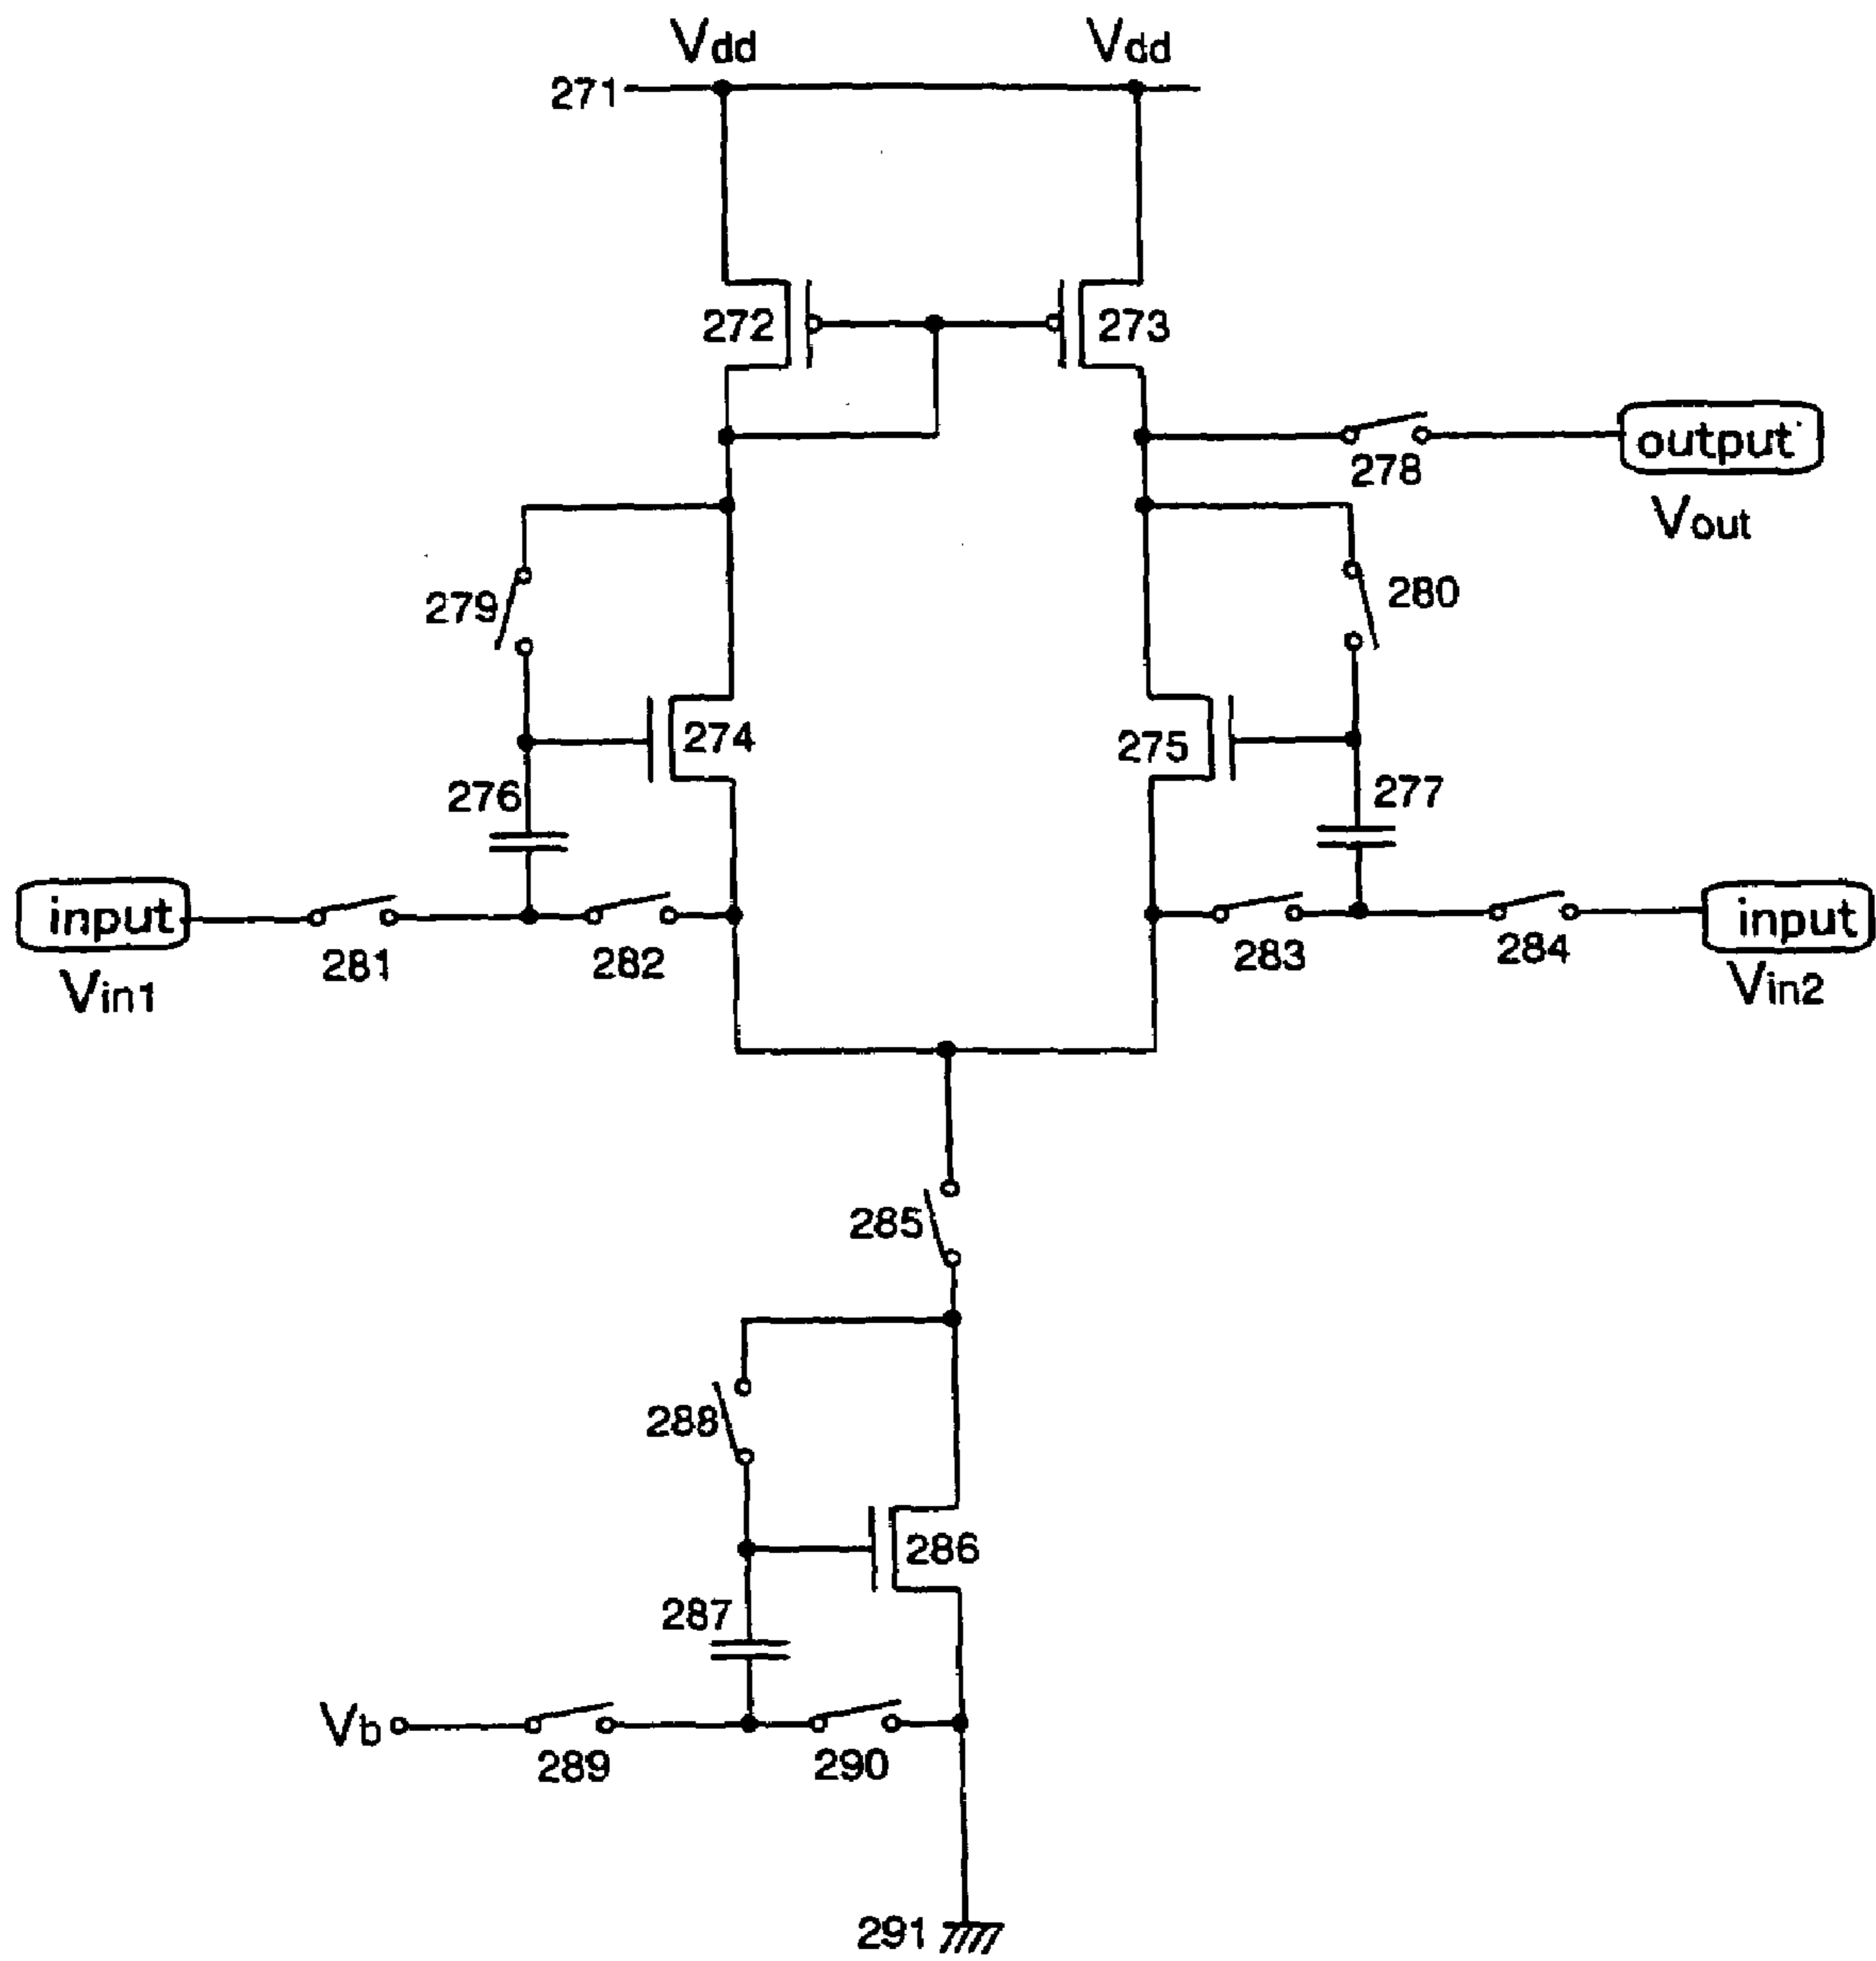 Vdd Vdd
271
272 273
output
278
Vout
279 280
274 275
276 277
input input
281 282 283 284
Vin1 Vin2
285
288
286
287
Vb
289 290
291